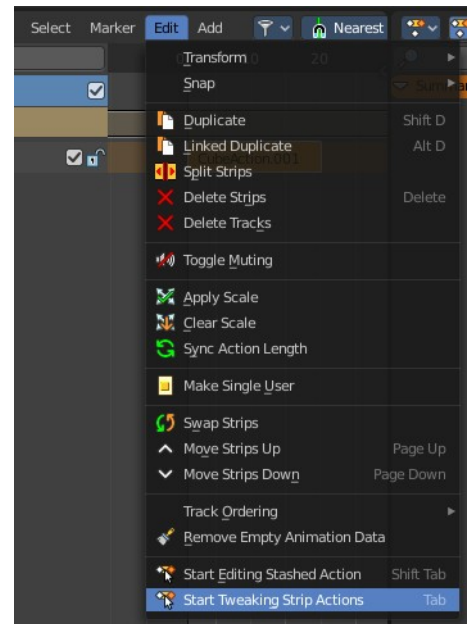 Select Marker Edit Add Nearest
Transform
20
Snap
Duplicate Shift D
Linked Duplicate Alt D
CubeAction.001
Split Strips
Delete Strips Delete
Delete Tracks
Toggle Muting
Apply Scale
Clear Scale
Sync Action Length
Make Single User
Swap Strips
Move Strips Up Page Up
Move Strips Down Page Down
Track Ordering
Remove Empty Animation Data
Start Editing Stashed Action Shift Tab
Start Tweaking Strip Actions Tab